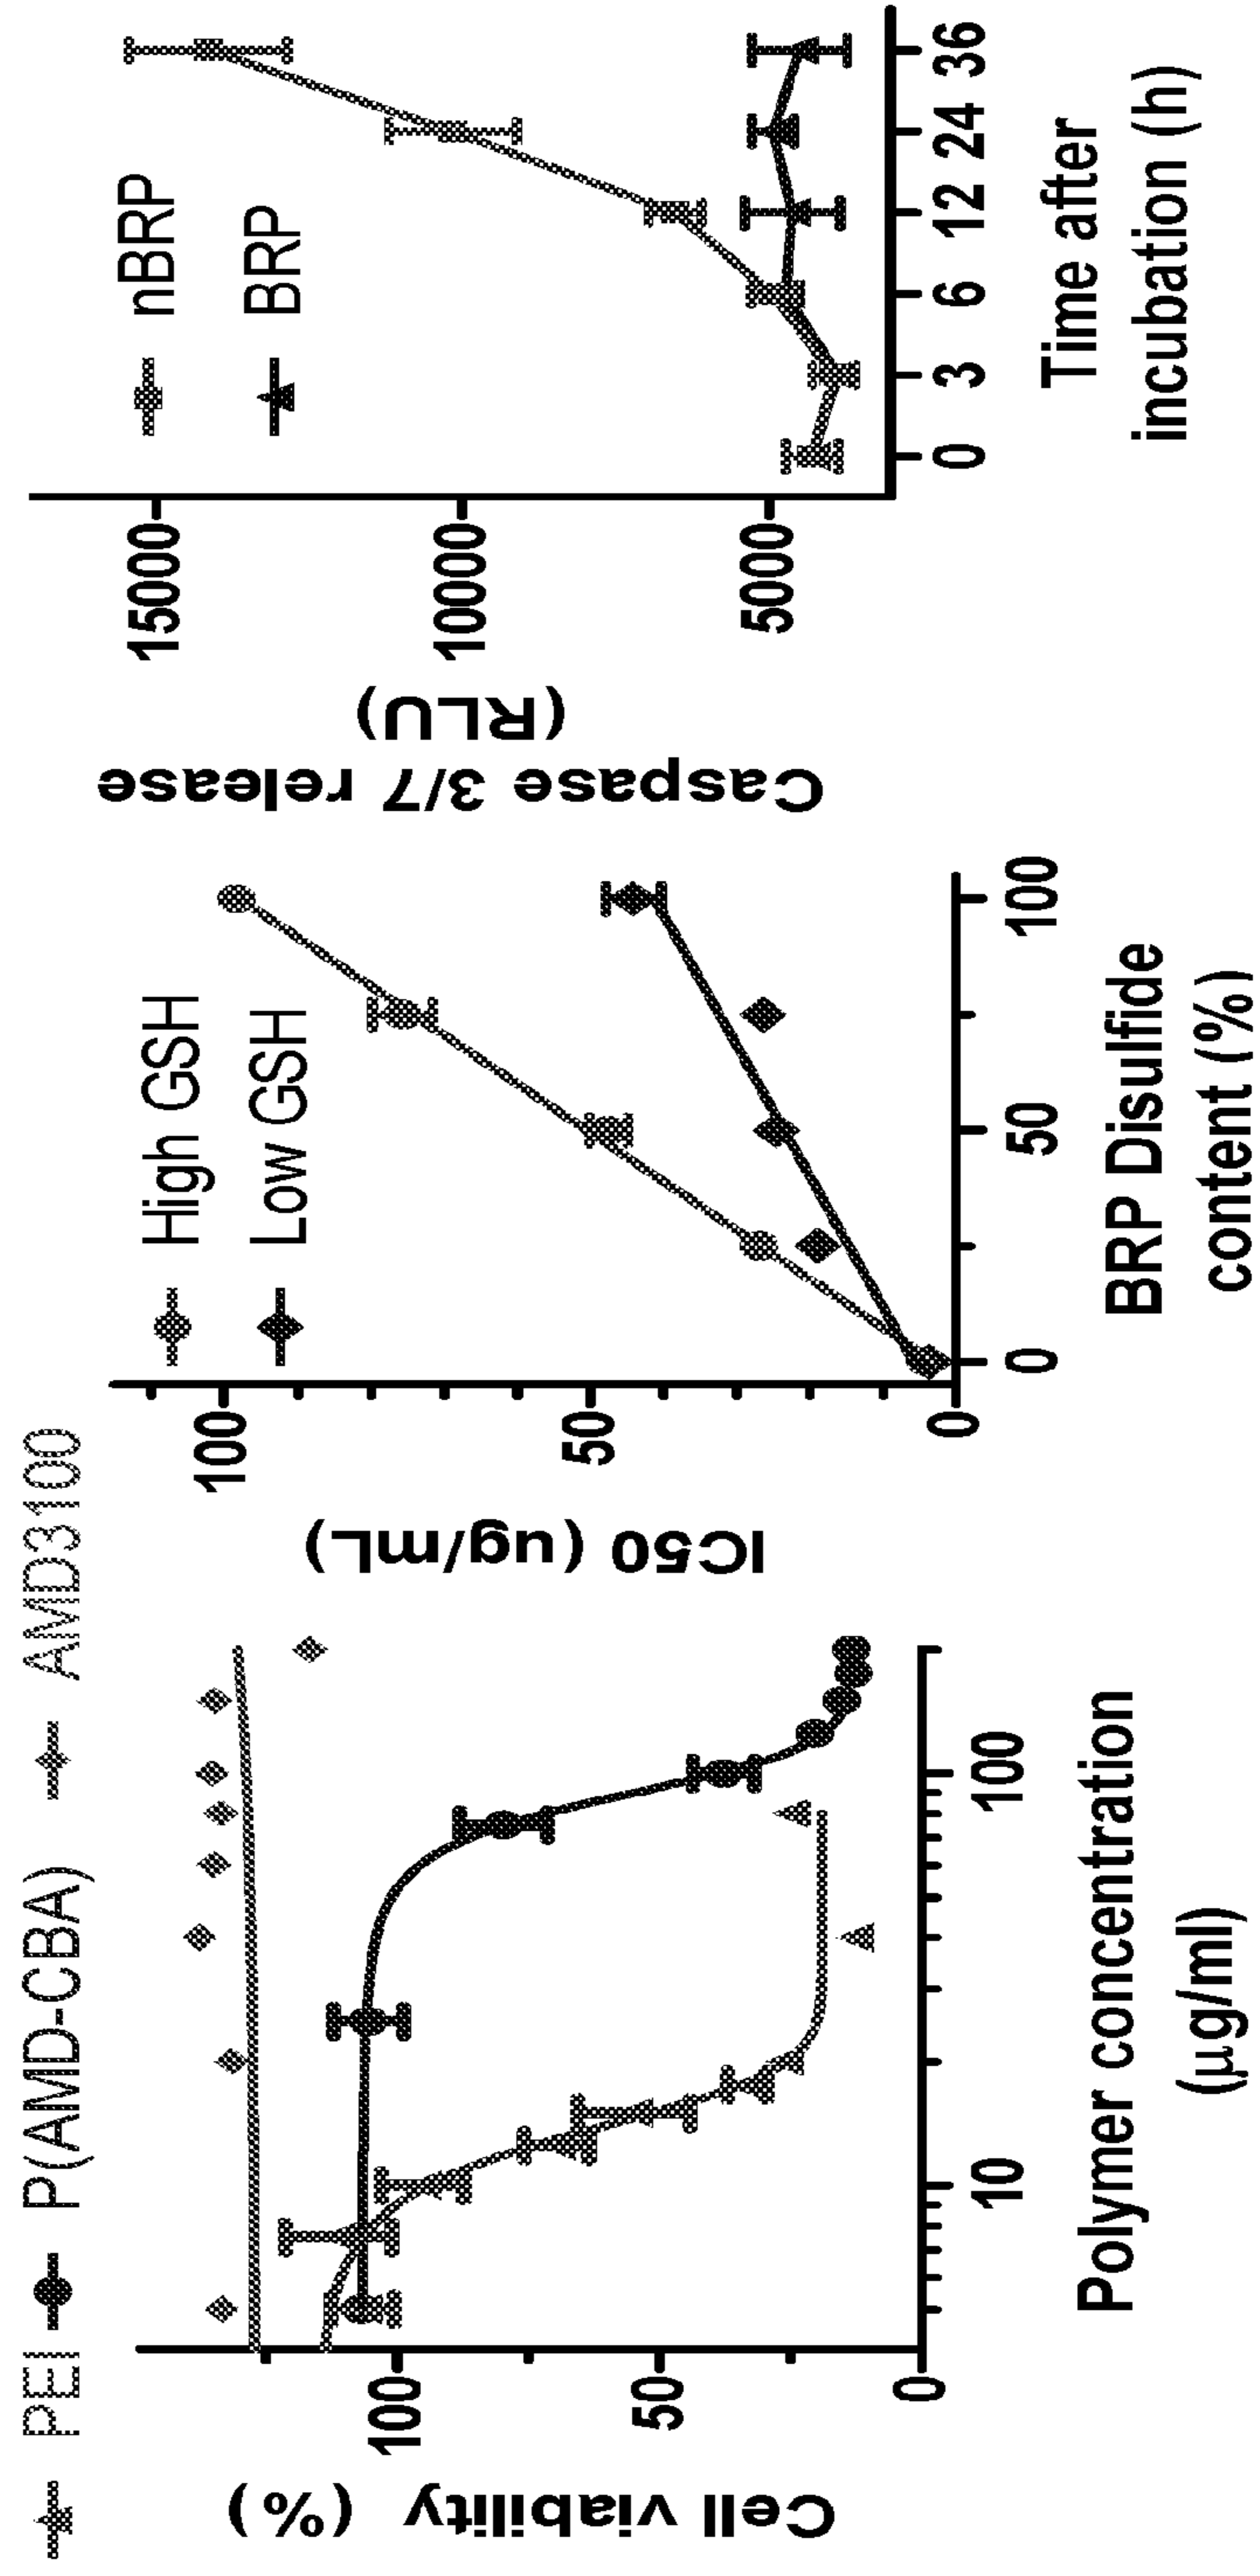 PEI P(AMD-CBA) AMD3100
Cell viability (%)
100
50
0
10 100
Polymer concentration
(µg/ml)
IC50 (ug/mL)
100
50
0
High GSH
Low GSH
0 50 100
BRP Disulfide
content (%)
Caspase 3/7 release
(RLU)
15000
10000
5000
nBRP
BRP
0 3 6 12 24 36
Time after
incubation (h)